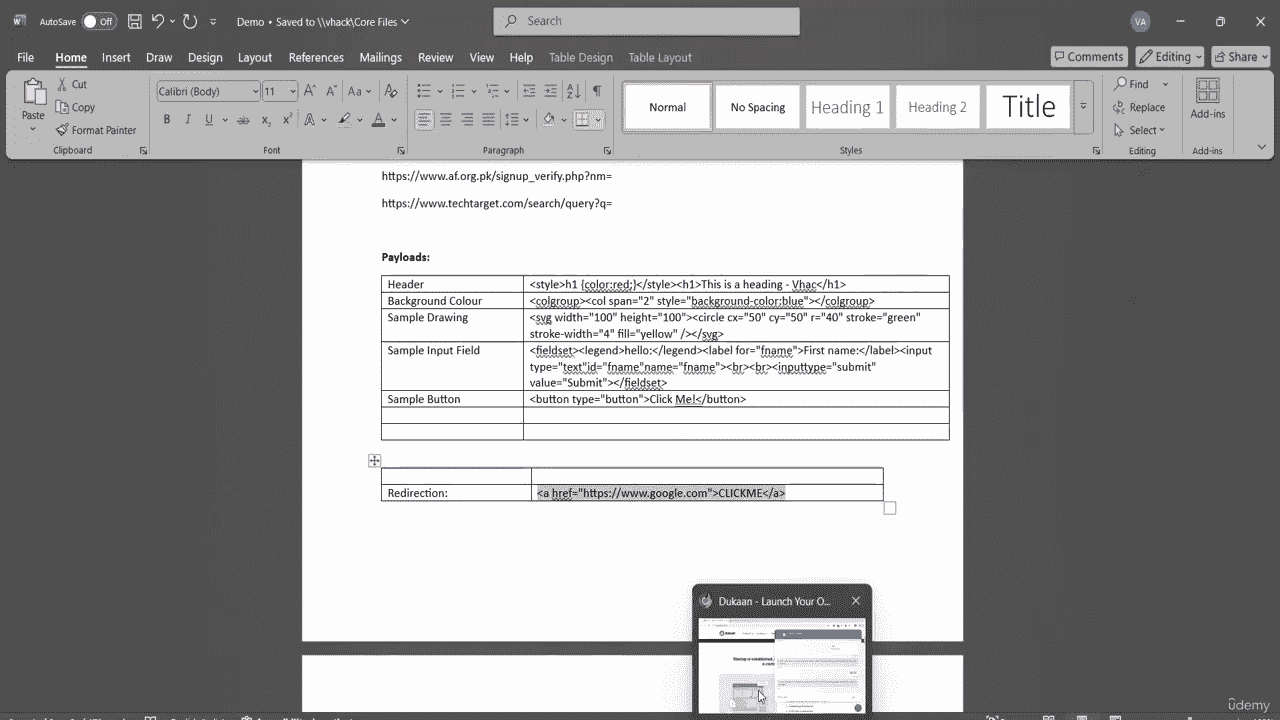 AutoSave Off Demo • Saved to \\vhack\Core Files Search VA
File Home Insert Draw Design Layout References Mailings Review View Help Table Design Table Layout Comments Editing Share
Paste Cut Copy Format Painter Clipboard
Calibri (Body) 11 Aa B I U ab x₂ x² A A Font
Paragraph
Normal No Spacing Heading 1 Heading 2 Title Styles
Find Replace Select Editing
Add-ins Add-ins
https://www.af.org.pk/signup_verify.php?nm=
https://www.techtarget.com/search/query?q=
Payloads:
Header <style>h1 {color:red;}</style><h1>This is a heading - Vhac</h1>
Background Colour <colgroup><col span="2" style="background-color:blue"></colgroup>
Sample Drawing <svg width="100" height="100"><circle cx="50" cy="50" r="40" stroke="green"
stroke-width="4" fill="yellow" /></svg>
Sample Input Field <fieldset><legend>hello:</legend><label for="fname">First name:</label><input
type="text"id="fname"name="fname"><br><br><inputtype="submit"
value="Submit"></fieldset>
Sample Button <button type="button">Click Me!</button>
Redirection: <a href="https://www.google.com">CLICKME</a>
Dukaan - Launch Your O...
Udemy